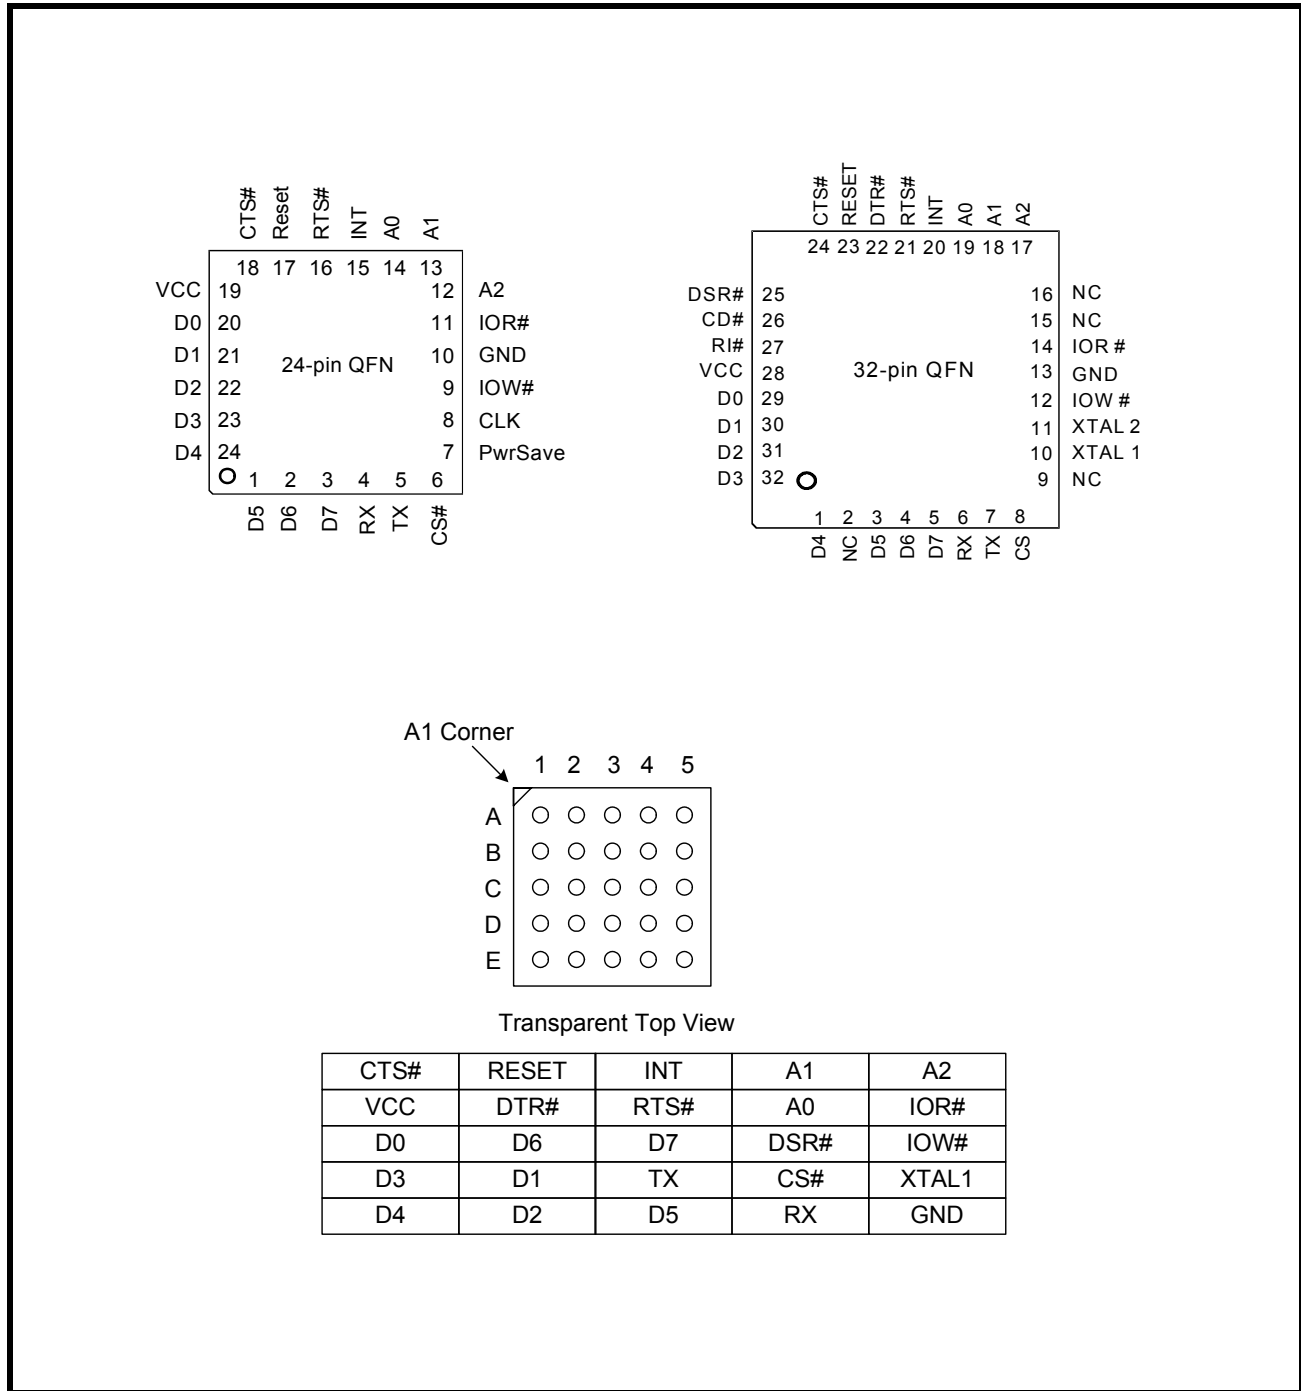 CTS# Reset RTS# INT A0 A1
18 17 16 15 14 13
VCC 19 12 A2
D0 20 11 IOR#
D1 21 10 GND
24-pin QFN
D2 22 9 IOW#
D3 23 8 CLK
D4 24 7 PwrSave
1 2 3 4 5 6
D5 D6 D7 RX TX CS#
CTS# RESET DTR# RTS# INT A0 A1 A2
24 23 22 21 20 19 18 17
DSR# 25 16 NC
CD# 26 15 NC
RI# 27 14 IOR #
VCC 28 13 GND
32-pin QFN
D0 29 12 IOW #
D1 30 11 XTAL 2
D2 31 10 XTAL 1
D3 32 9 NC
1 2 3 4 5 6 7 8
D4 NC D5 D6 D7 RX TX CS
A1 Corner
1 2 3 4 5
A
B
C
D
E
Transparent Top View
CTS# RESET INT A1 A2
VCC DTR# RTS# A0 IOR#
D0 D6 D7 DSR# IOW#
D3 D1 TX CS# XTAL1
D4 D2 D5 RX GND